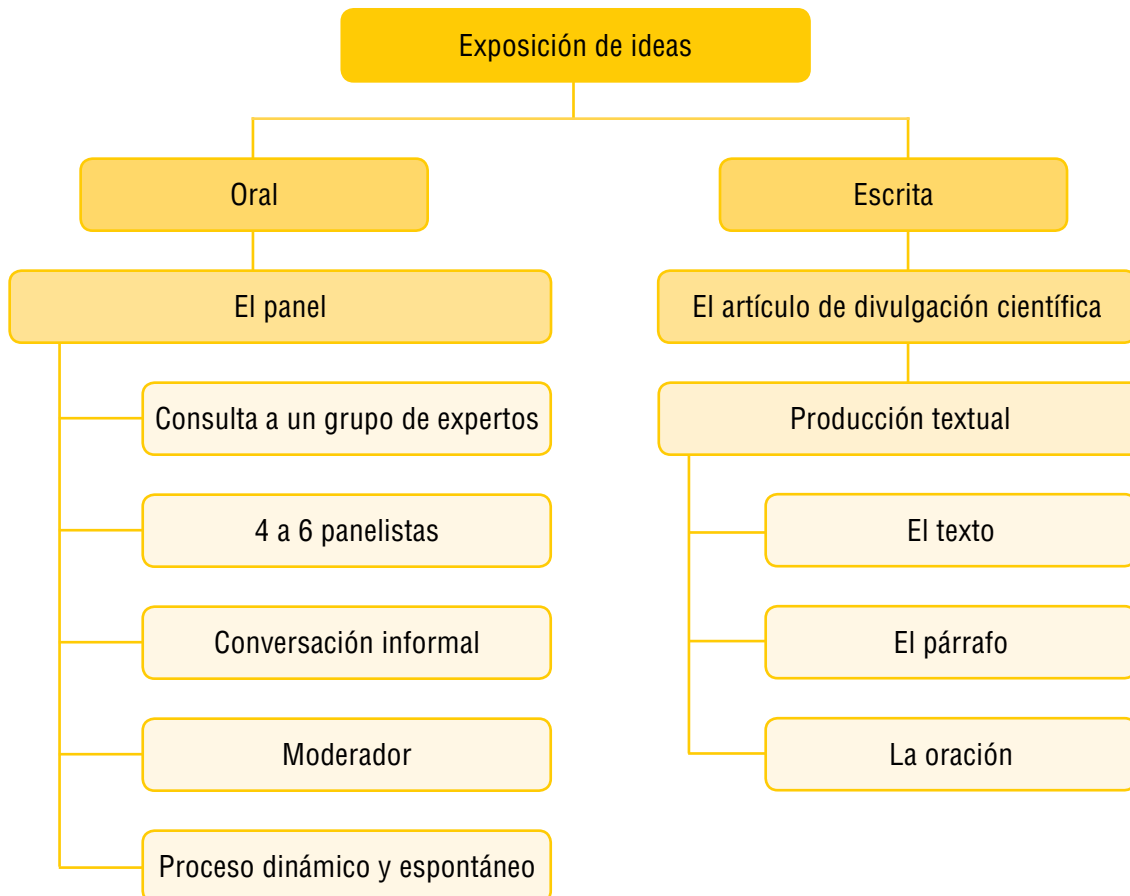 Exposición de ideas
Oral
Escrita
El panel
El artículo de divulgación científica
Consulta a un grupo de expertos
Producción textual
4 a 6 panelistas
El texto
Conversación informal
El párrafo
Moderador
La oración
Proceso dinámico y espontáneo